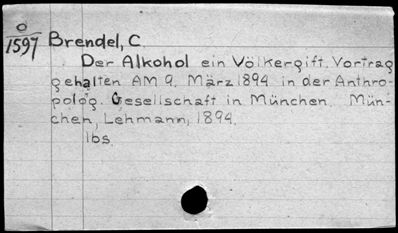 O
1597 Brendel, C.
Der Alkohol ein Völkergift. Vortrag
gehalten AM 9. März 1894 in der Anthro-
polog. Gesellschaft in München. Mün-
chen, Lehmann, 1894.
lbs.